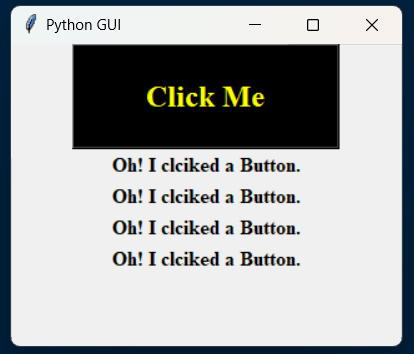 Python GUI
Click Me
Oh! I clciked a Button.
Oh! I clciked a Button.
Oh! I clciked a Button.
Oh! I clciked a Button.